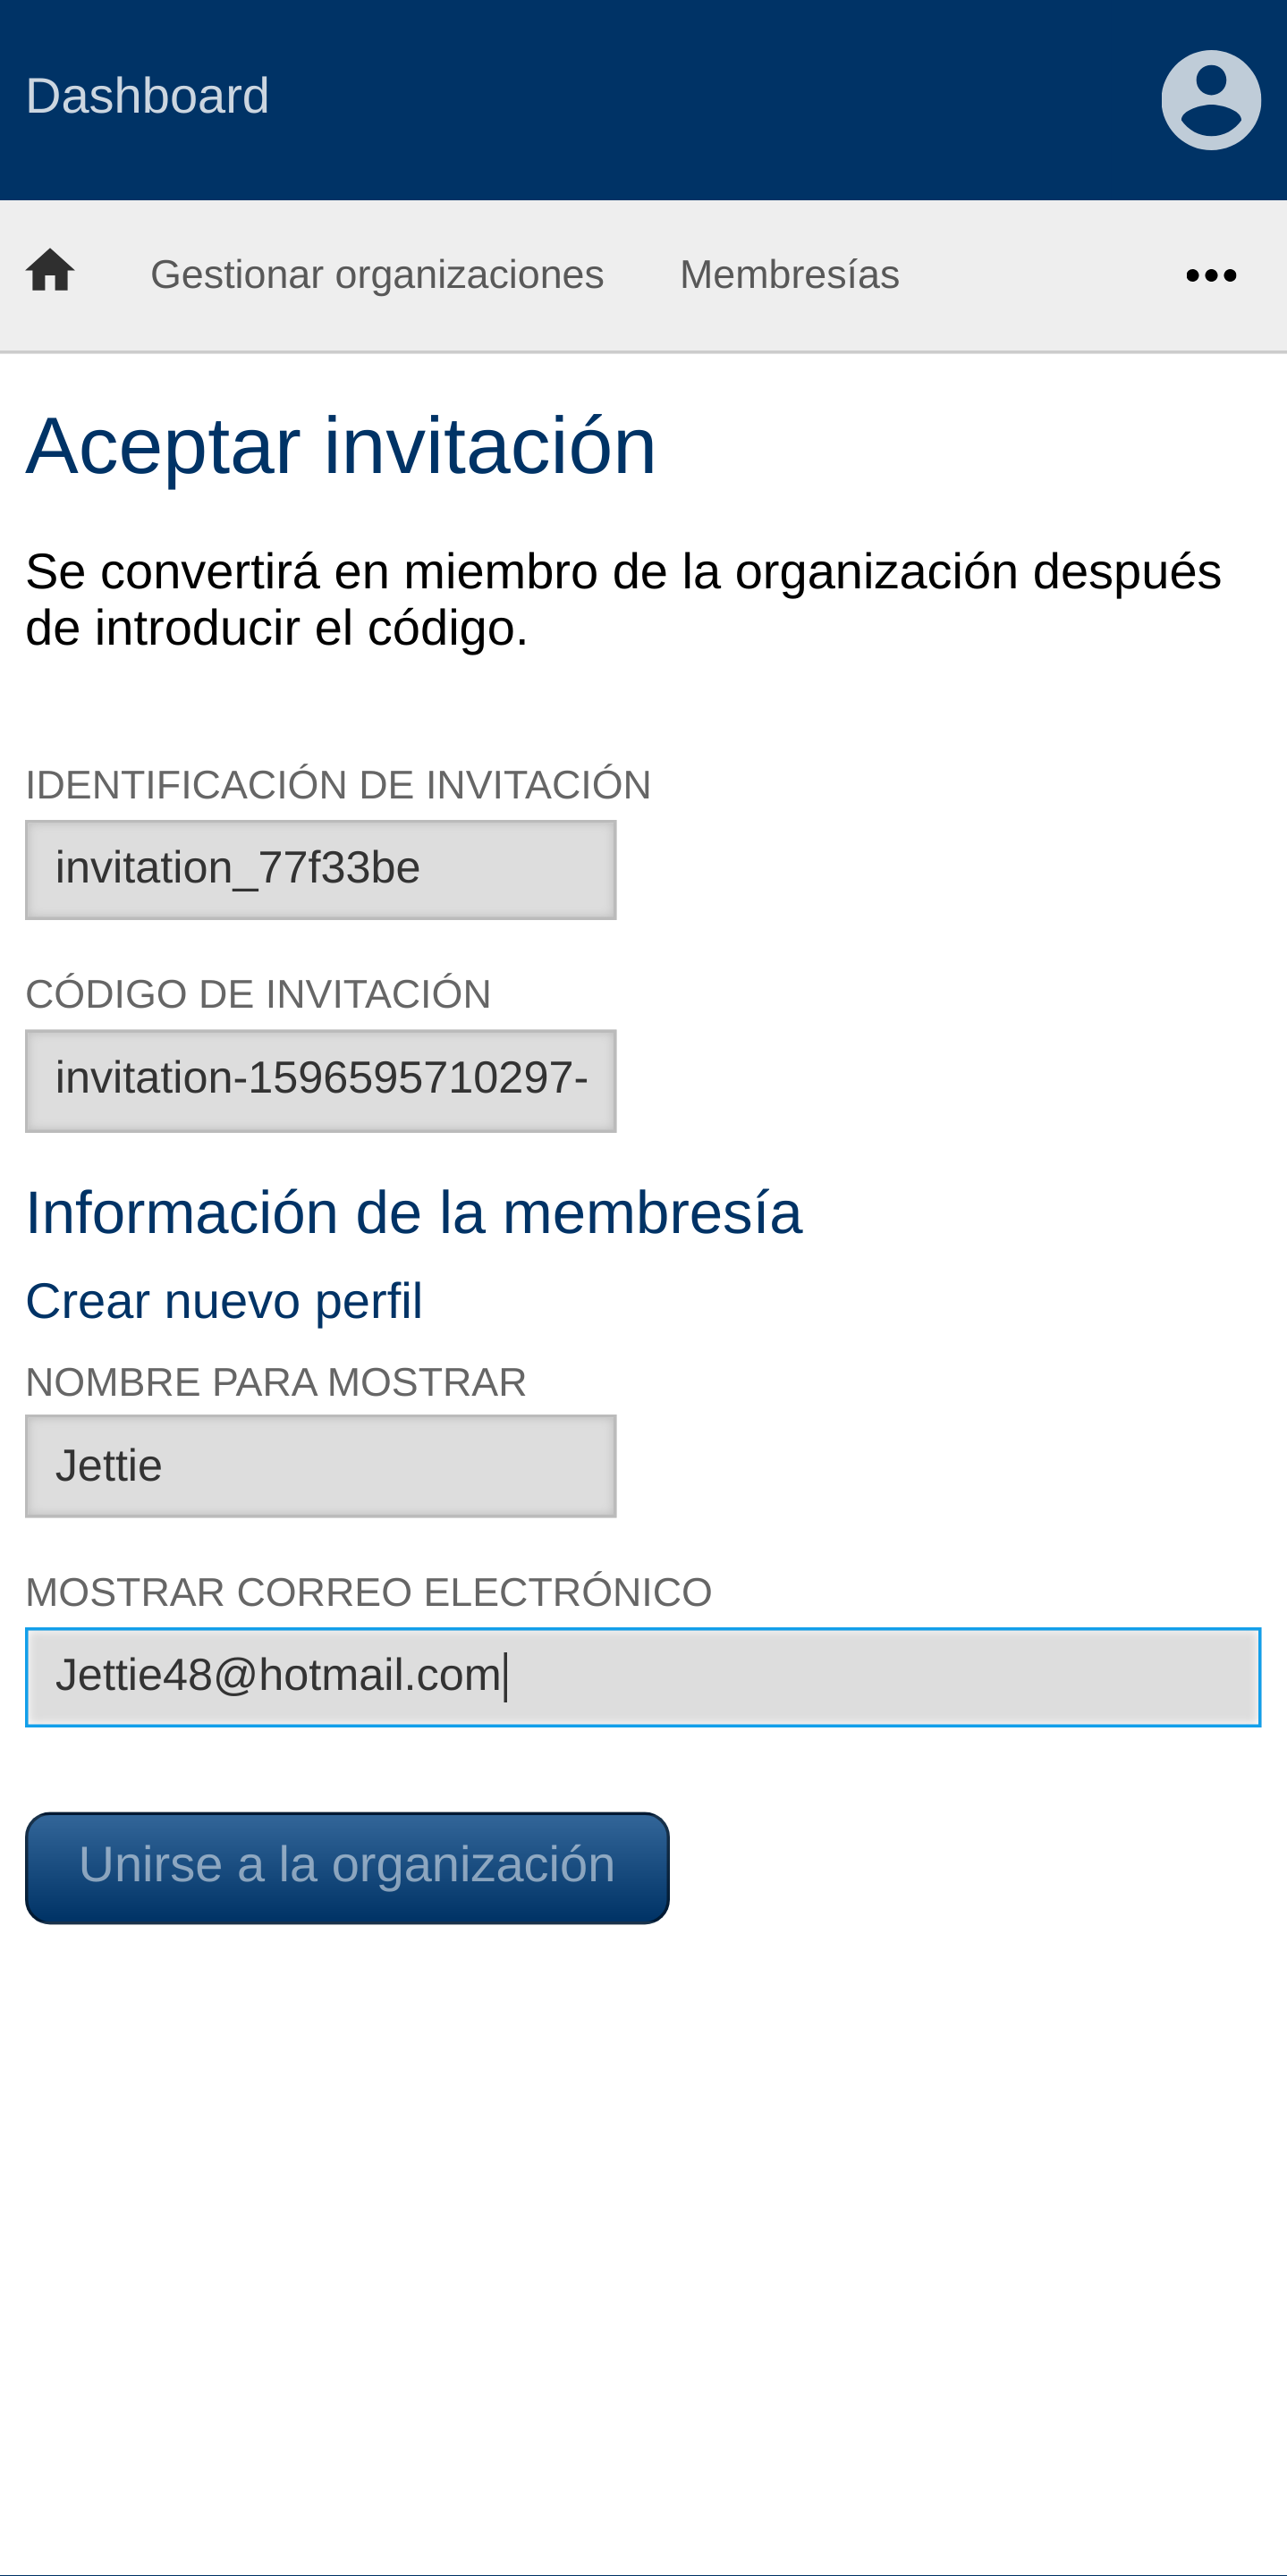 Dashboard
Gestionar organizaciones Membresías
Aceptar invitación
Se convertirá en miembro de la organización después
de introducir el código.
IDENTIFICACIÓN DE INVITACIÓN
invitation_77f33be
CÓDIGO DE INVITACIÓN
invitation-1596595710297-
Información de la membresía
Crear nuevo perfil
NOMBRE PARA MOSTRAR
Jettie
MOSTRAR CORREO ELECTRÓNICO
Jettie48@hotmail.com
Unirse a la organización